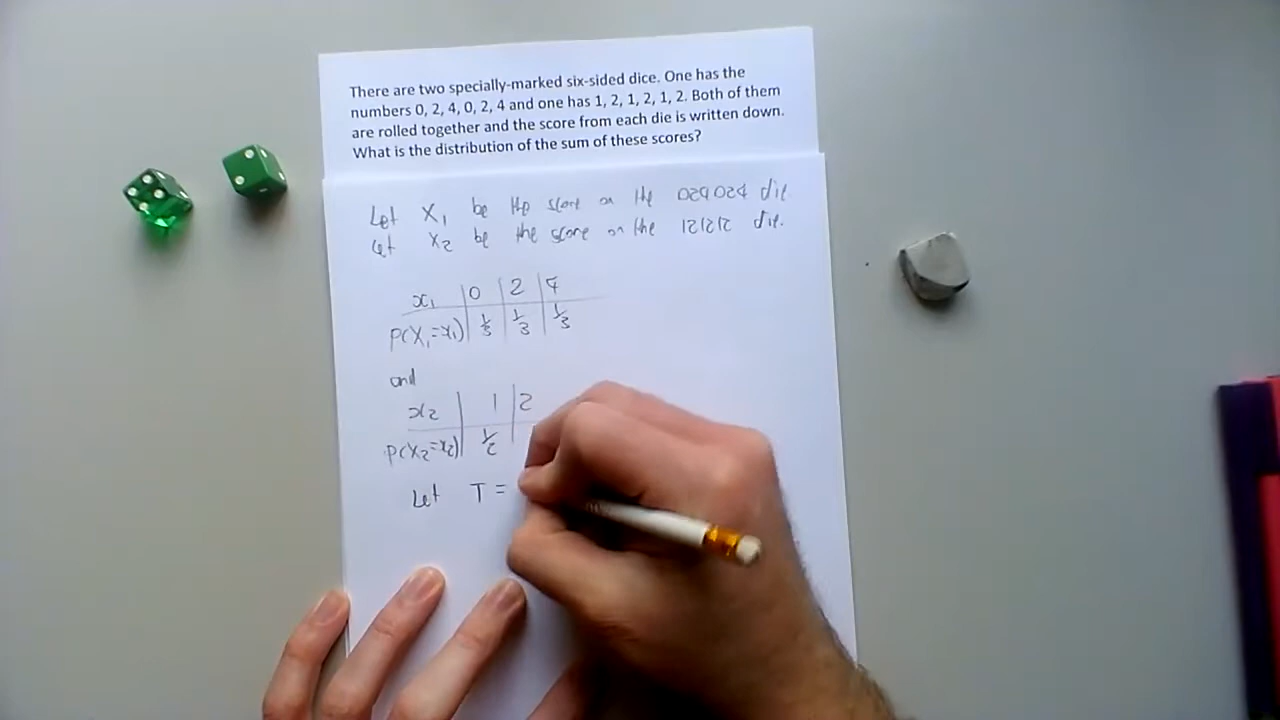 There are two specially-marked six-sided dice. One has the
numbers 0, 2, 4, 0, 2, 4 and one has 1, 2, 1, 2, 1, 2. Both of them
are rolled together and the score from each die is written down.
What is the distribution of the sum of these scores?
Let X₁ be the score on the 024024 die
Let X₂ be the score on the 121212 die.
x₁ 0 2 4
P(X₁=x₁) 1/3 1/3 1/3
and
x₂ 1 2
P(X₂=x₂) 1/2
Let T =